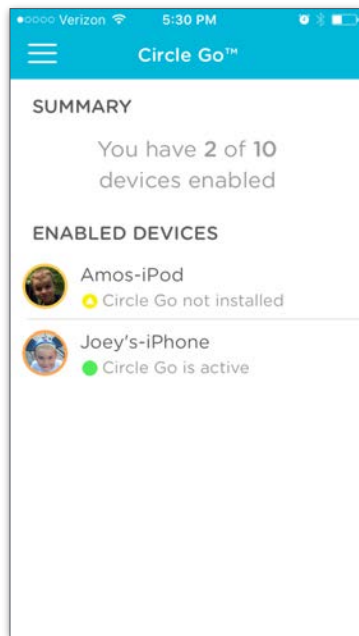 Verizon 5:30 PM
Circle Go™
SUMMARY
You have 2 of 10
devices enabled
ENABLED DEVICES
Amos-iPod
Circle Go not installed
Joey's-iPhone
Circle Go is active